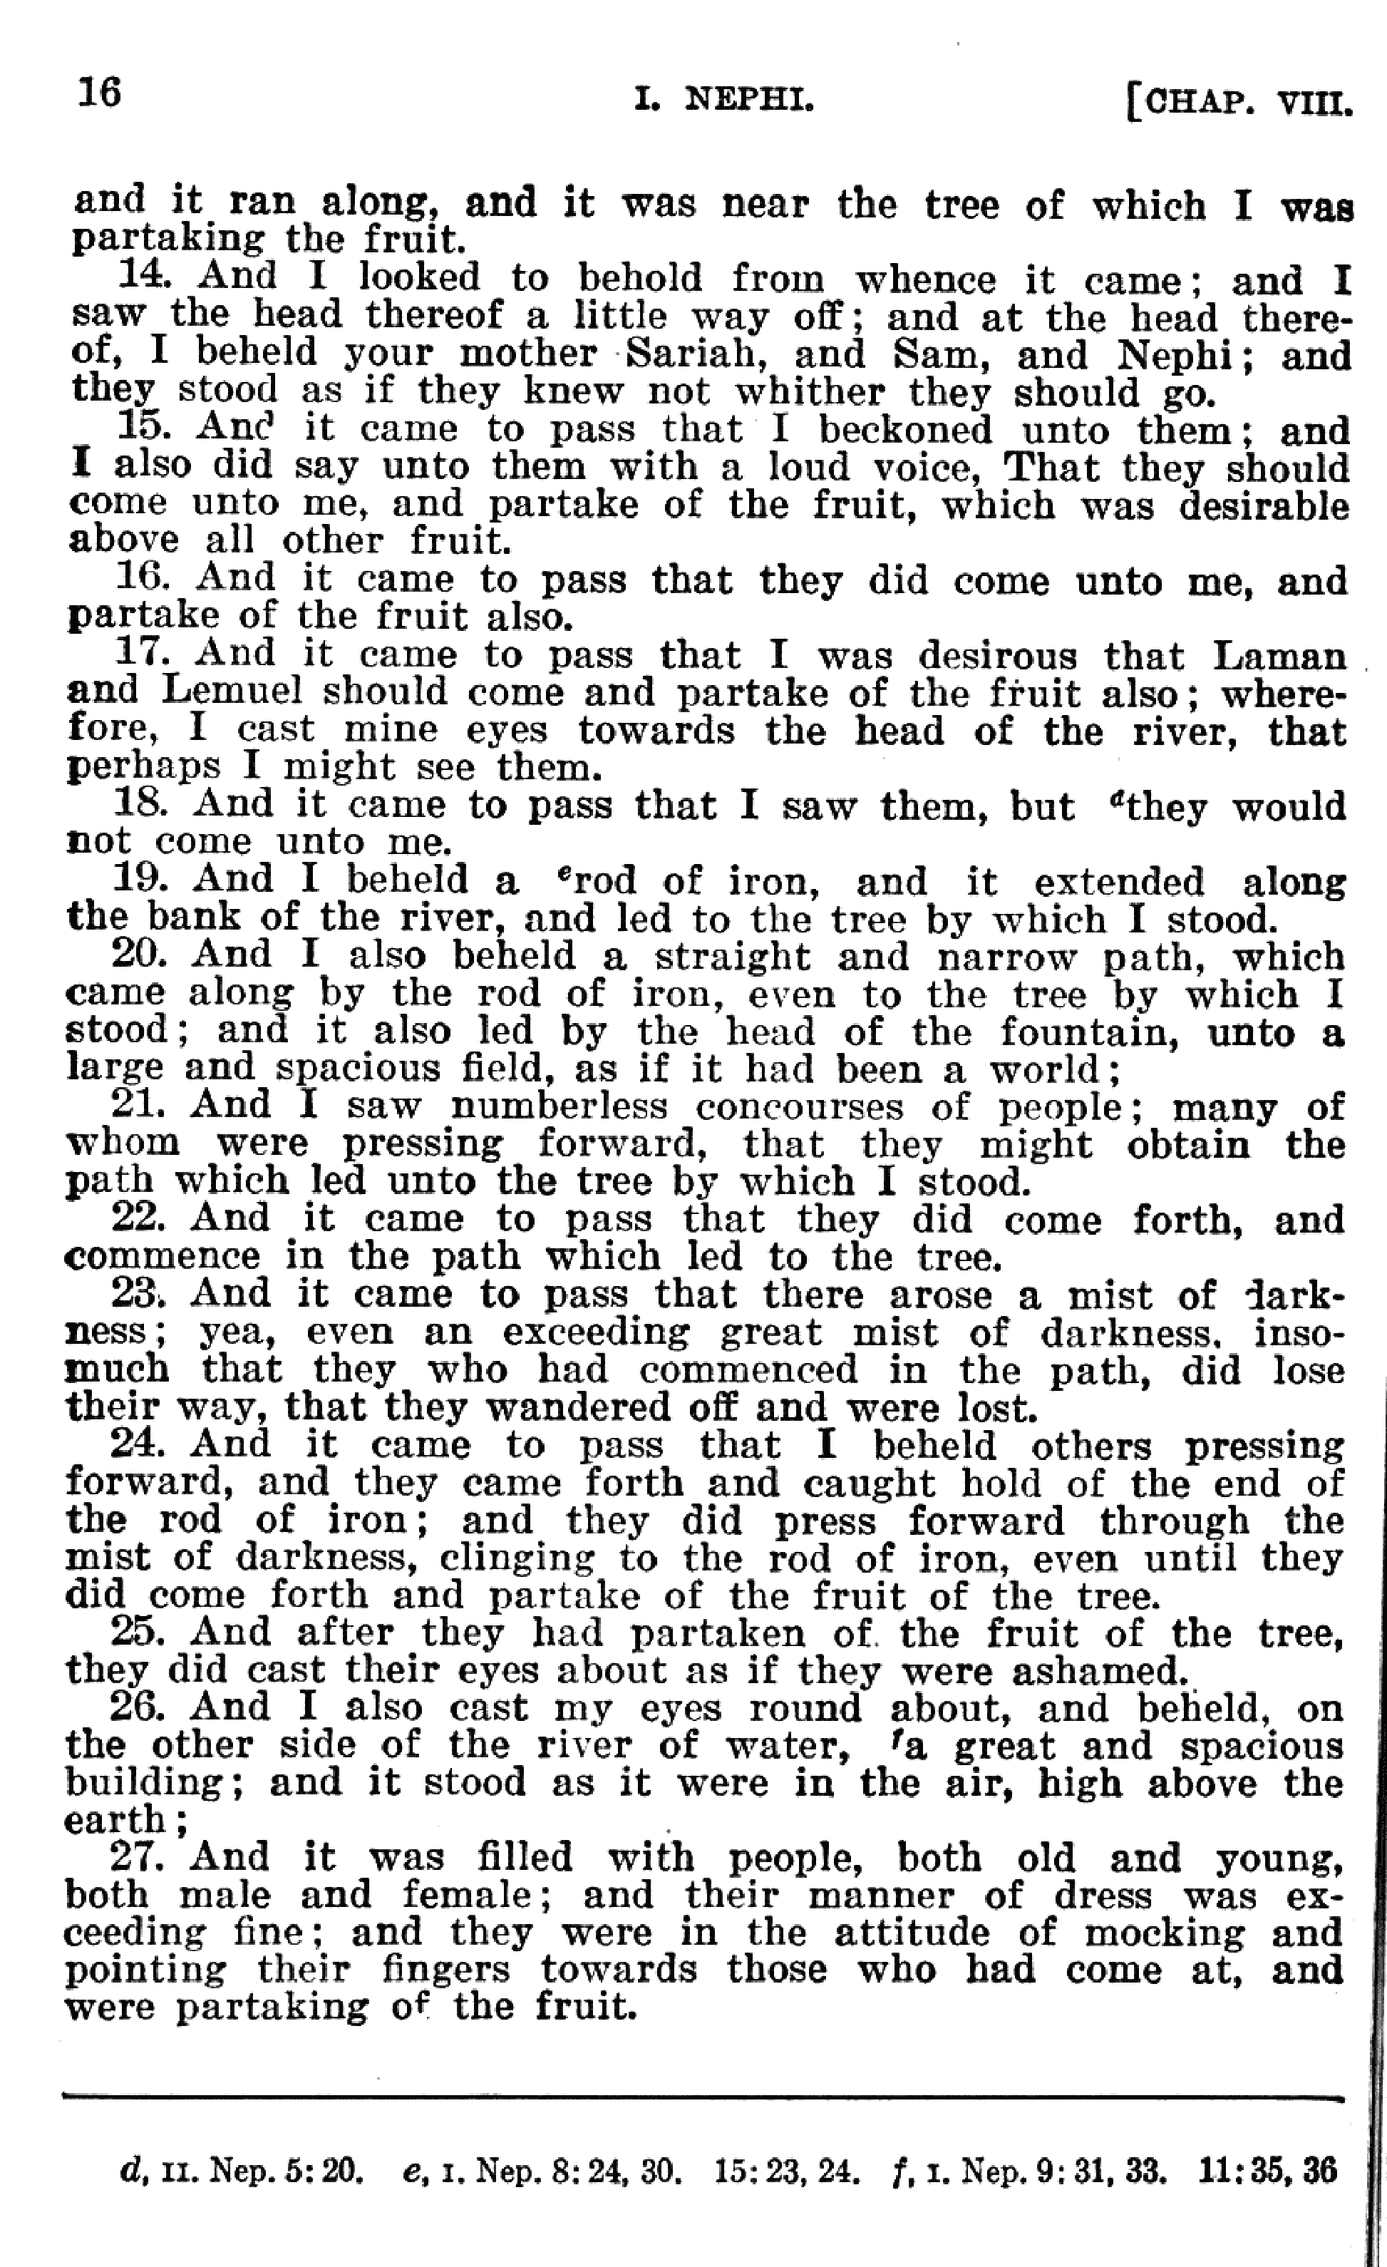 16 I. NEPHI. [CHAP. VIII.
and it ran along, and it was near the tree of which I was
partaking the fruit.
14. And I looked to behold from whence it came; and I
saw the head thereof a little way off; and at the head there-
of, I beheld your mother Sariah, and Sam, and Nephi; and
they stood as if they knew not whither they should go.
15. And it came to pass that I beckoned unto them; and
I also did say unto them with a loud voice, That they should
come unto me, and partake of the fruit, which was desirable
above all other fruit.
16. And it came to pass that they did come unto me, and
partake of the fruit also.
17. And it came to pass that I was desirous that Laman
and Lemuel should come and partake of the fruit also; where-
fore, I cast mine eyes towards the head of the river, that
perhaps I might see them.
18. And it came to pass that I saw them, but dthey would
not come unto me.
19. And I beheld a erod of iron, and it extended along
the bank of the river, and led to the tree by which I stood.
20. And I also beheld a straight and narrow path, which
came along by the rod of iron, even to the tree by which I
stood; and it also led by the head of the fountain, unto a
large and spacious field, as if it had been a world;
21. And I saw numberless concourses of people; many of
whom were pressing forward, that they might obtain the
path which led unto the tree by which I stood.
22. And it came to pass that they did come forth, and
commence in the path which led to the tree.
23. And it came to pass that there arose a mist of dark-
ness; yea, even an exceeding great mist of darkness, inso-
much that they who had commenced in the path, did lose
their way, that they wandered off and were lost.
24. And it came to pass that I beheld others pressing
forward, and they came forth and caught hold of the end of
the rod of iron; and they did press forward through the
mist of darkness, clinging to the rod of iron, even until they
did come forth and partake of the fruit of the tree.
25. And after they had partaken of the fruit of the tree,
they did cast their eyes about as if they were ashamed.
26. And I also cast my eyes round about, and beheld, on
the other side of the river of water, fa great and spacious
building; and it stood as it were in the air, high above the
earth;
27. And it was filled with people, both old and young,
both male and female; and their manner of dress was ex-
ceeding fine; and they were in the attitude of mocking and
pointing their fingers towards those who had come at, and
were partaking of the fruit.
d, II. Nep. 5: 20. e, I. Nep. 8: 24, 30. 15: 23, 24. f, I. Nep. 9: 31, 33. 11: 35, 36